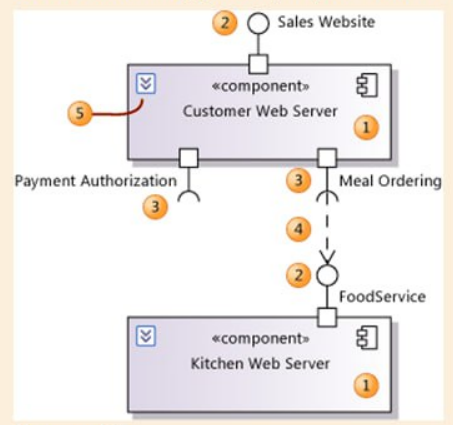 2 Sales Website
«component»
5
Customer Web Server
1
Payment Authorization
3
Meal Ordering
3
4
2
FoodService
«component»
Kitchen Web Server
1